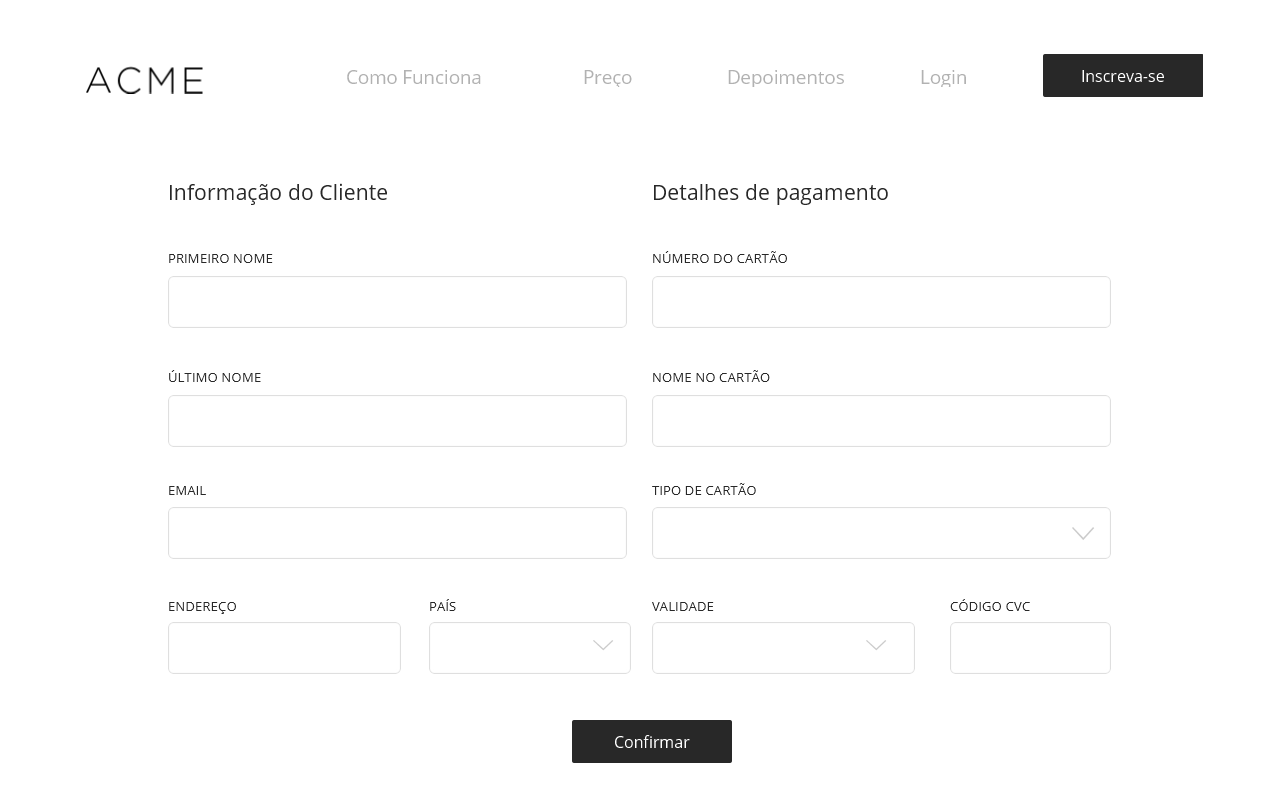 ACME
Como Funciona
Preço
Depoimentos
Login
Inscreva-se
Informação do Cliente
Detalhes de pagamento
PRIMEIRO NOME
NÚMERO DO CARTÃO
ÚLTIMO NOME
NOME NO CARTÃO
EMAIL
TIPO DE CARTÃO
ENDEREÇO
PAÍS
VALIDADE
CÓDIGO CVC
Confirmar